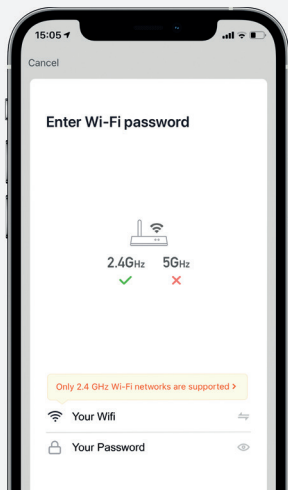 15:05
Cancel
Enter Wi-Fi password
2.4GHz 5GHz
Only 2.4 GHz Wi-Fi networks are supported >
Your Wifi
Your Password